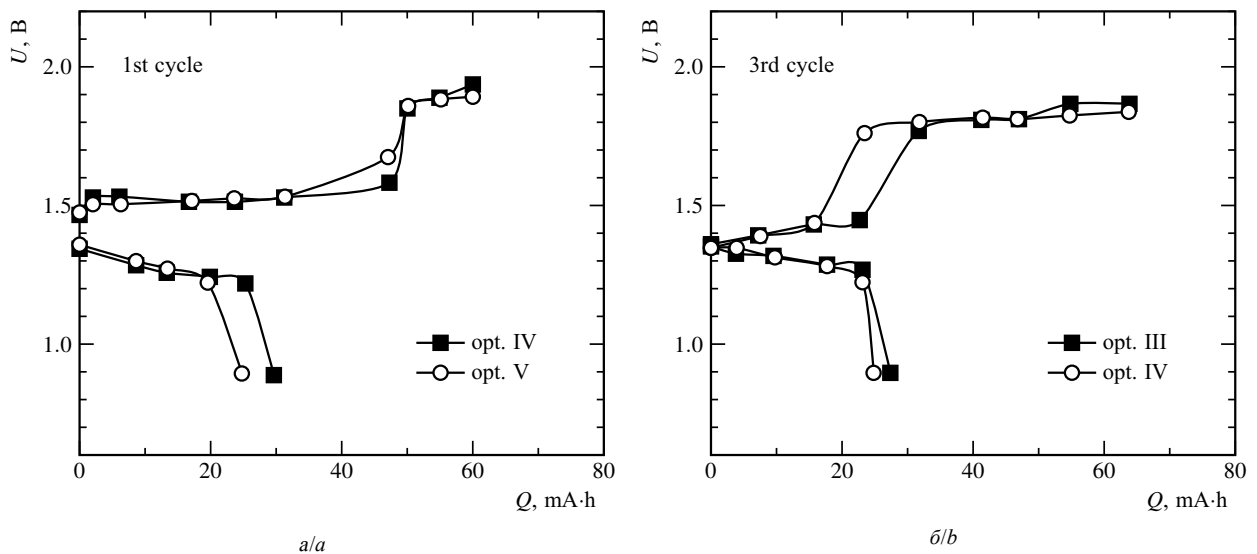 U, В
2.0
1st cycle
1.5
1.0
opt. IV
opt. V
0
20
40
60
80
Q, mA·h
а/a
U, В
2.0
3rd cycle
1.5
1.0
opt. III
opt. IV
0
20
40
60
80
Q, mA·h
б/b